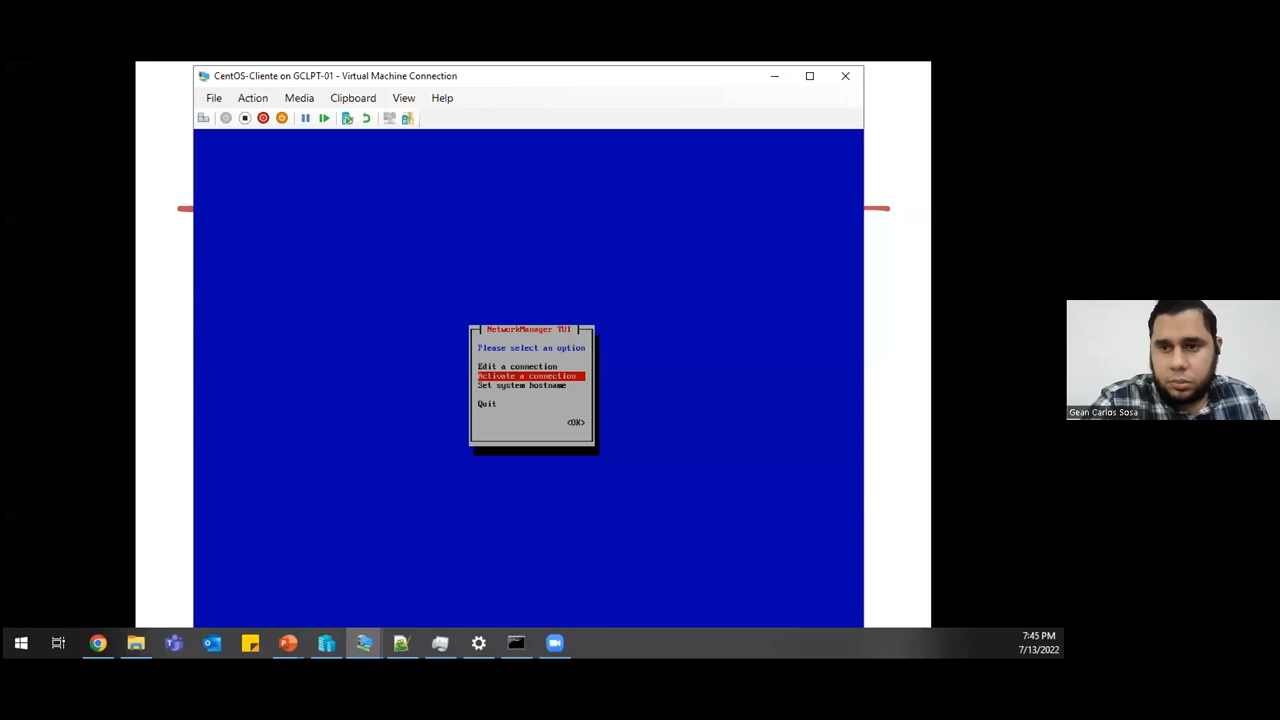 CentOS-Cliente on GCLPT-01 - Virtual Machine Connection
File Action Media Clipboard View Help
NetworkManager TUI
Please select an option
Edit a connection
Activate a connection
Set system hostname
Quit
<OK>
Gean Carlos Sosa
7:45 PM
7/13/2022